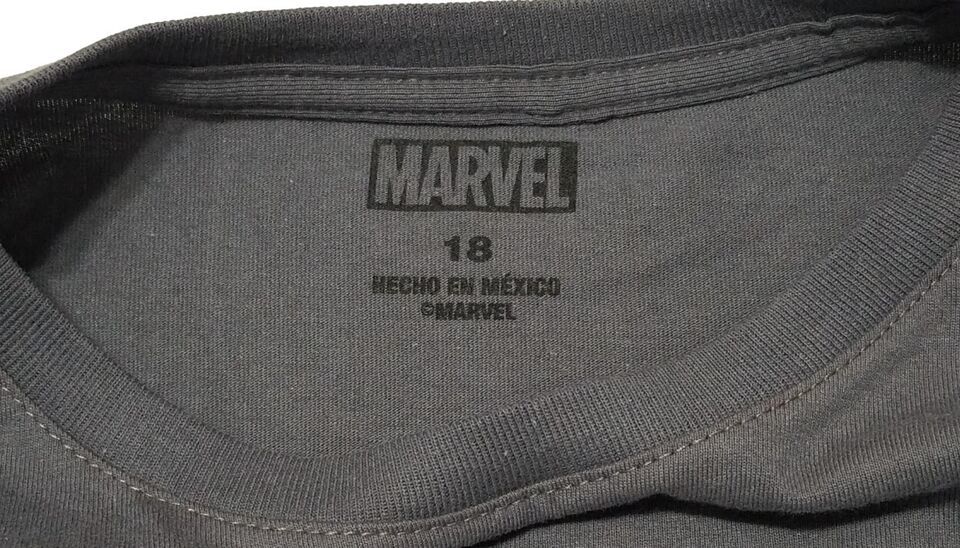 MARVEL
18
HECHO EN MÉXICO
©MARVEL